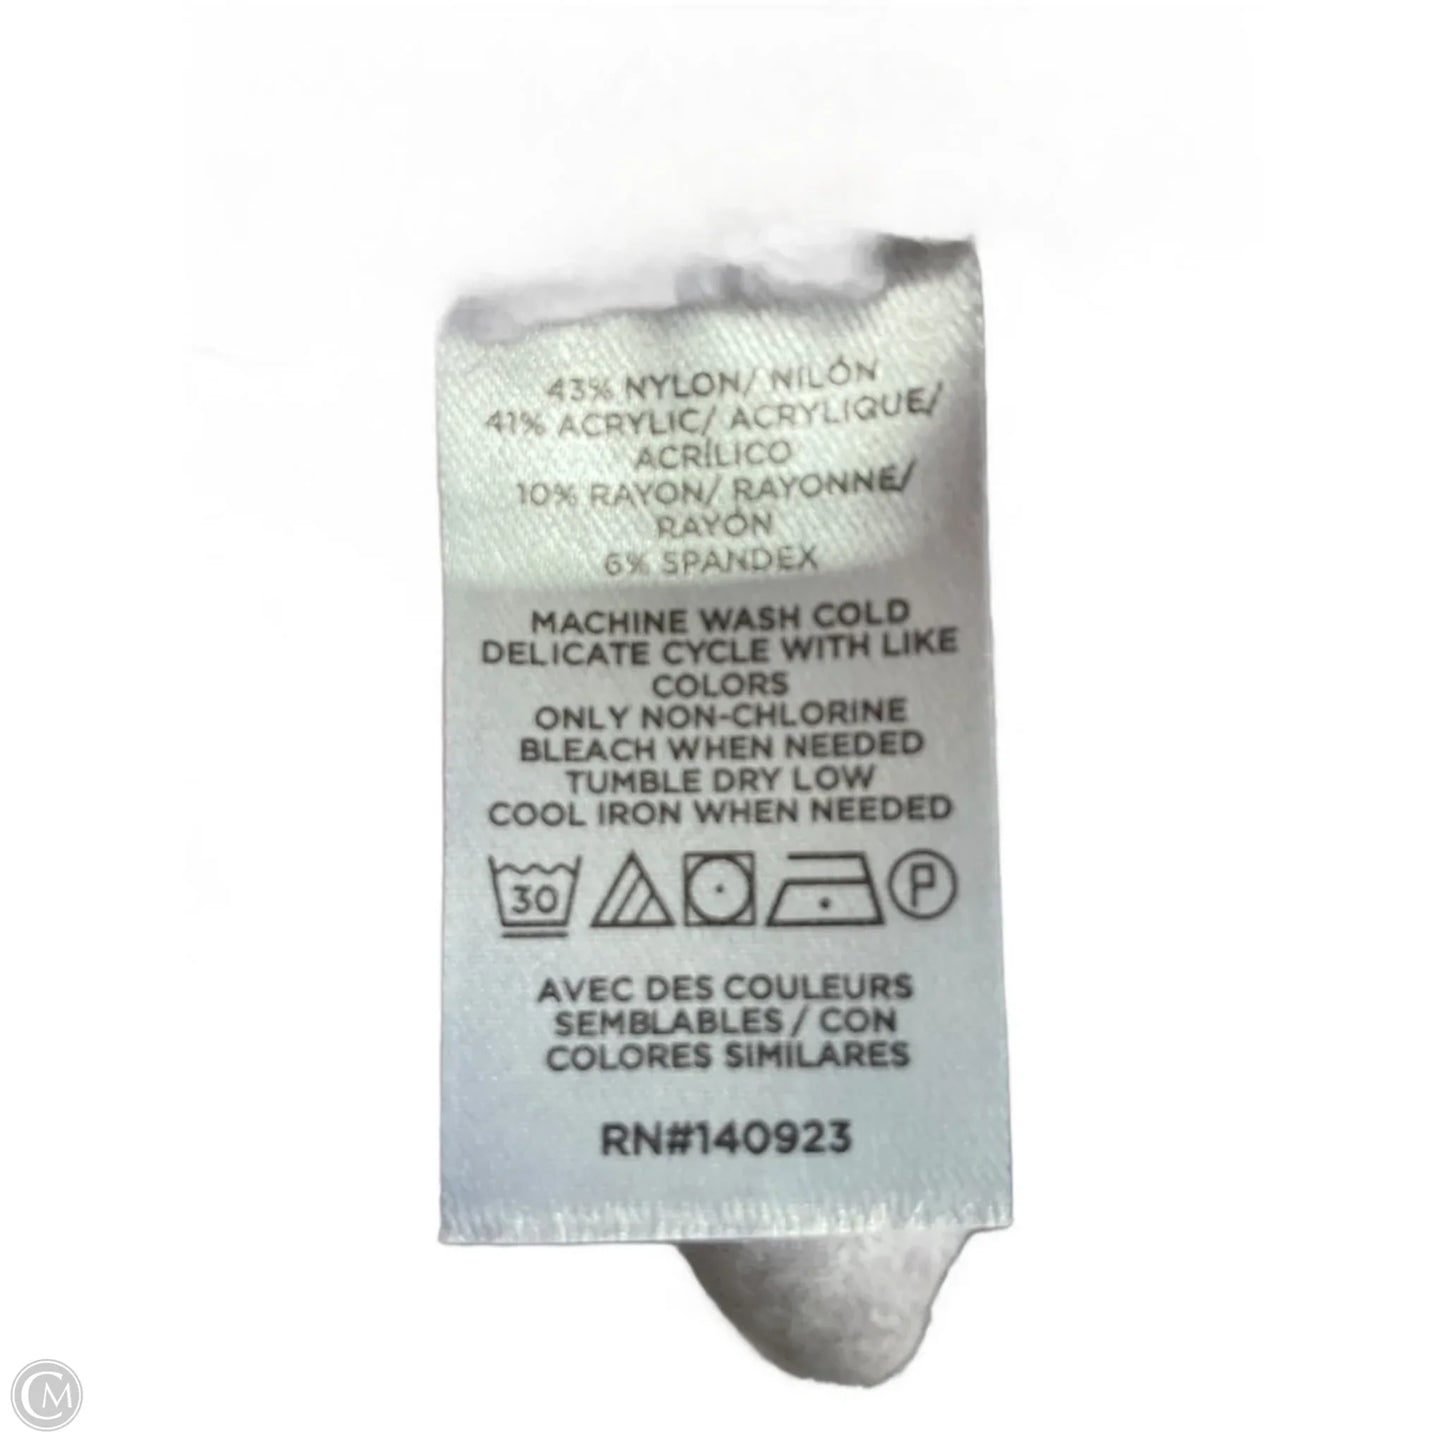 43% NYLON/ NILÓN
41% ACRYLIC/ ACRYLIQUE/
ACRÍLICO
10% RAYON/ RAYONNE/
RAYÓN
6% SPANDEX
MACHINE WASH COLD
DELICATE CYCLE WITH LIKE
COLORS
ONLY NON-CHLORINE
BLEACH WHEN NEEDED
TUMBLE DRY LOW
COOL IRON WHEN NEEDED
30 P
AVEC DES COULEURS
SEMBLABLES / CON
COLORES SIMILARES
RN#140923
CM